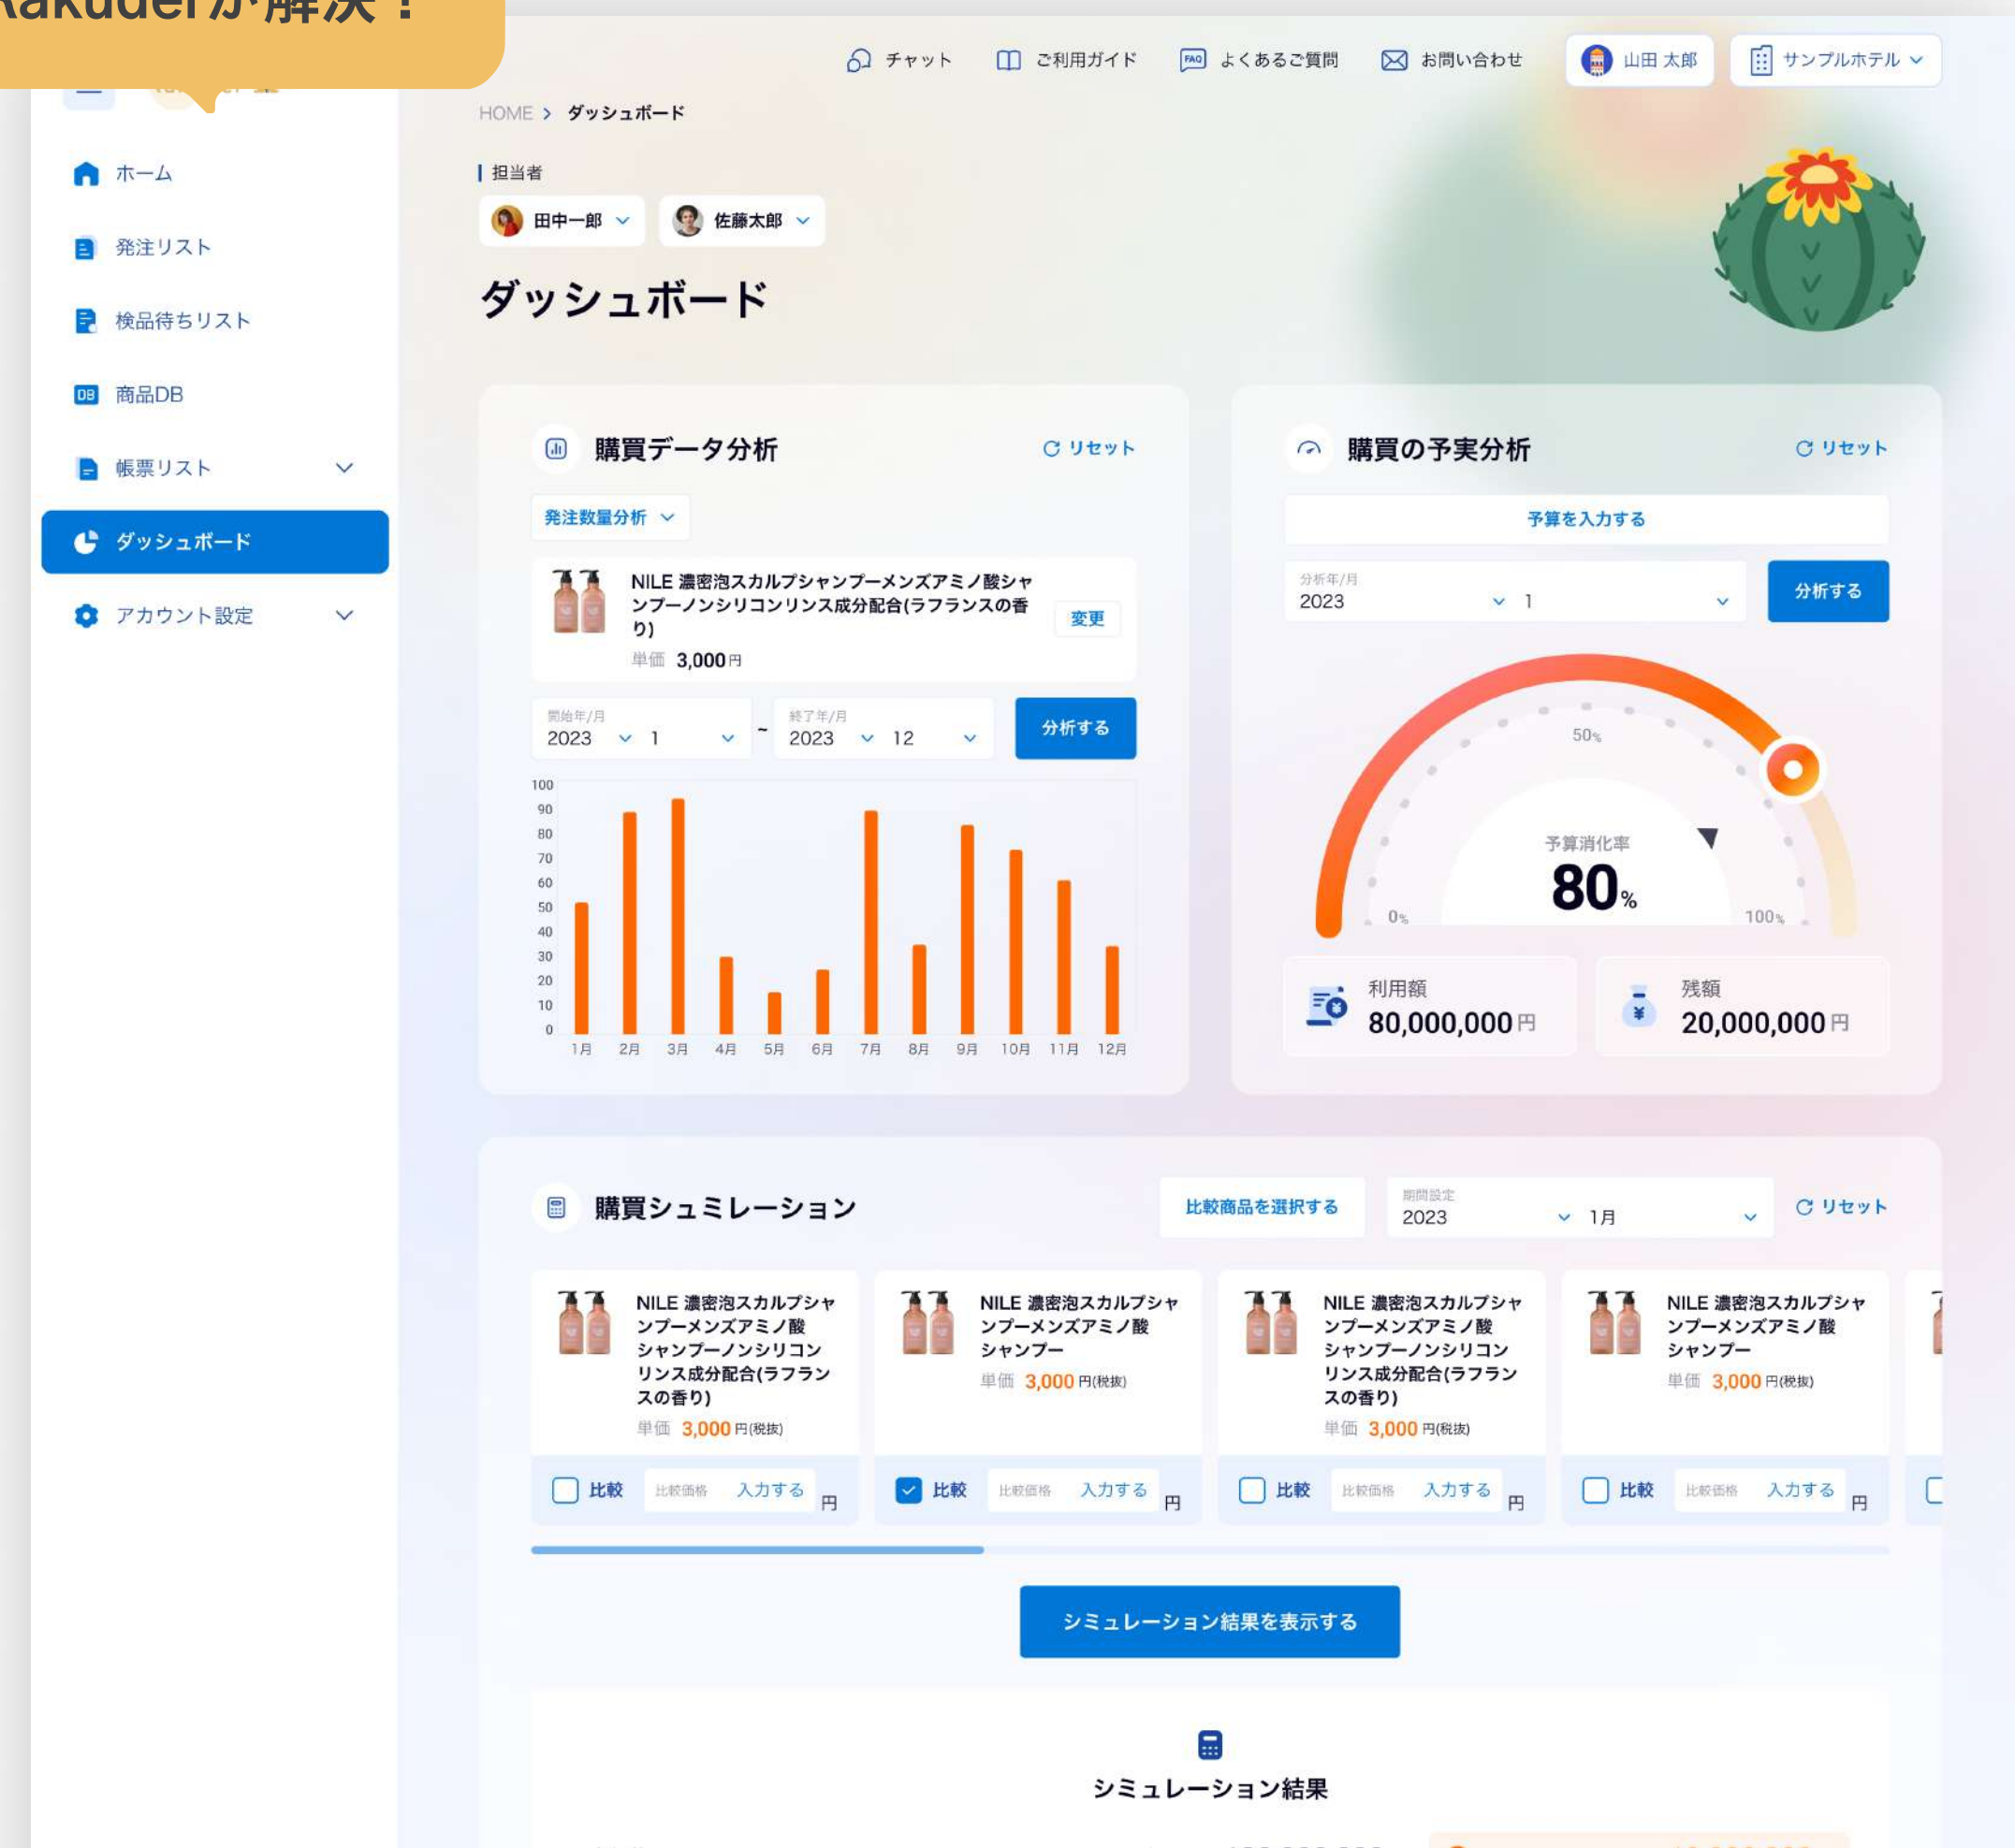 Rakuderが解決！
チャット
ご利用ガイド
FAQ よくあるご質問
お問い合わせ
山田 太郎
サンプルホテル
HOME > ダッシュボード
ホーム
発注リスト
検品待ちリスト
DB 商品DB
帳票リスト
ダッシュボード
アカウント設定
担当者
田中一郎
佐藤太郎
ダッシュボード
購買データ分析
リセット
発注数量分析
NILE 濃密泡スカルプシャンプーメンズアミノ酸シャ
ンプーノンシリコンリンス成分配合(ラフランスの香
り)
単価 3,000円
変更
開始年/月
2023 1
~
終了年/月
2023 12
分析する
100
90
80
70
60
50
40
30
20
10
0
1月 2月 3月 4月 5月 6月 7月 8月 9月 10月 11月 12月
購買の予実分析
リセット
予算を入力する
分析年/月
2023 1
分析する
50%
予算消化率
80%
0%
100%
利用額
80,000,000円
残額
20,000,000円
購買シュミレーション
比較商品を選択する
期間設定
2023 1月
リセット
NILE 濃密泡スカルプシャ
ンプーメンズアミノ酸
シャンプーノンシリコン
リンス成分配合(ラフラン
スの香り)
単価 3,000円(税抜)
比較 比較価格 入力する 円
NILE 濃密泡スカルプシャ
ンプーメンズアミノ酸
シャンプー
単価 3,000円(税抜)
比較 比較価格 入力する 円
NILE 濃密泡スカルプシャ
ンプーメンズアミノ酸
シャンプーノンシリコン
リンス成分配合(ラフラン
スの香り)
単価 3,000円(税抜)
比較 比較価格 入力する 円
NILE 濃密泡スカルプシャ
ンプーメンズアミノ酸
シャンプー
単価 3,000円(税抜)
比較 比較価格 入力する 円
シミュレーション結果を表示する
シミュレーション結果